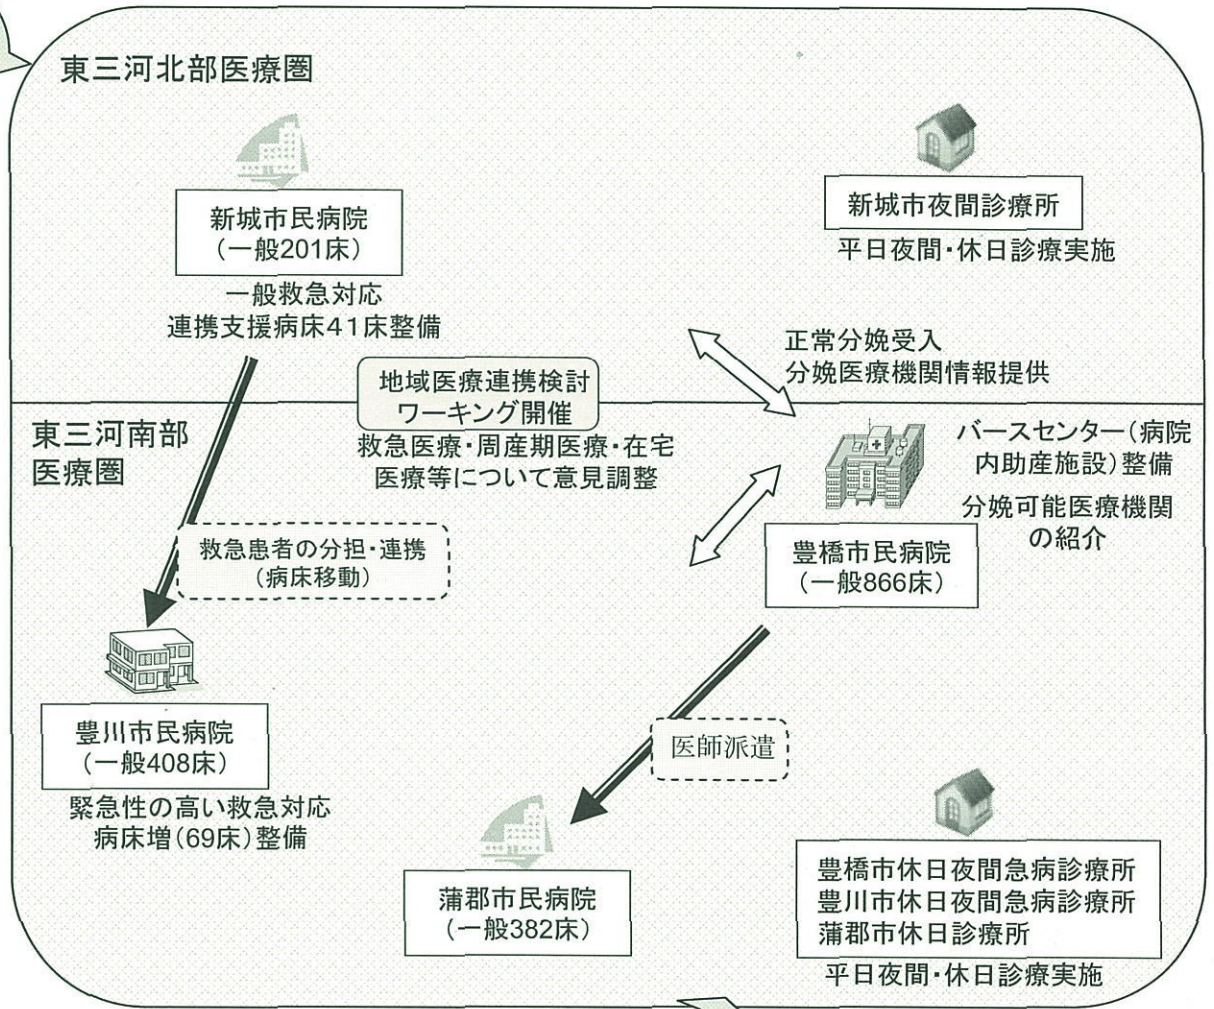 東三河北部医療圏
新城市民病院
(一般201床)
一般救急対応
連携支援病床41床整備
新城市夜間診療所
平日夜間・休日診療実施
正常分娩受入
分娩医療機関情報提供
地域医療連携検討
ワーキング開催
救急医療・周産期医療・在宅
医療等について意見調整
東三河南部
医療圏
バースセンター(病院
内助産施設)整備
分娩可能医療機関
の紹介
豊橋市民病院
(一般866床)
救急患者の分担・連携
(病床移動)
豊川市民病院
(一般408床)
緊急性の高い救急対応
病床増(69床)整備
医師派遣
蒲郡市民病院
(一般382床)
豊橋市休日夜間急病診療所
豊川市休日夜間急病診療所
蒲郡市休日診療所
平日夜間・休日診療実施